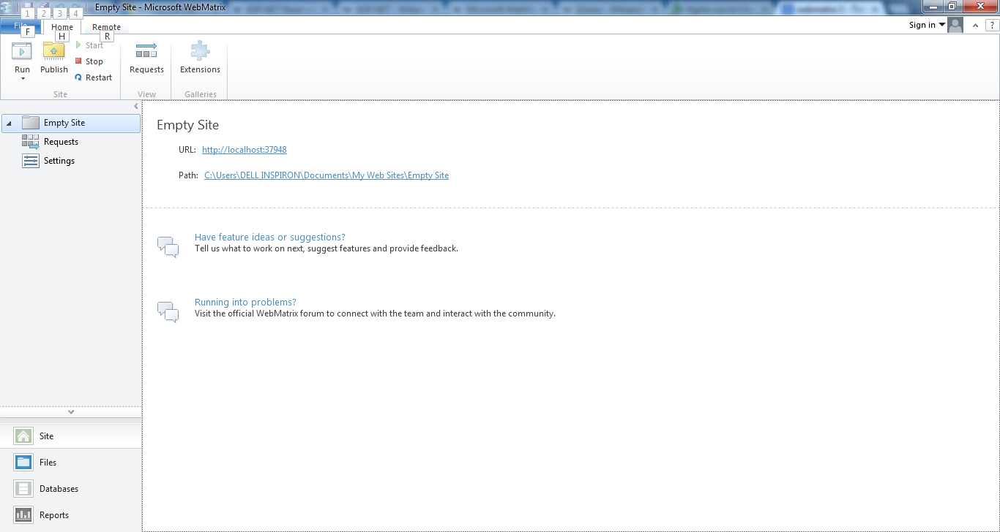 1 2 3 4
Empty Site - Microsoft WebMatrix
F
Home
H
Remote
R
Sign in
?
Run
Publish
Start
Stop
Restart
Requests
Extensions
Site
View
Galleries
Empty Site
Requests
Settings
Empty Site
URL: http://localhost:37948
Path: C:\Users\DELL INSPIRON\Documents\My Web Sites\Empty Site
Have feature ideas or suggestions?
Tell us what to work on next, suggest features and provide feedback.
Running into problems?
Visit the official WebMatrix forum to connect with the team and interact with the community.
Site
Files
Databases
Reports